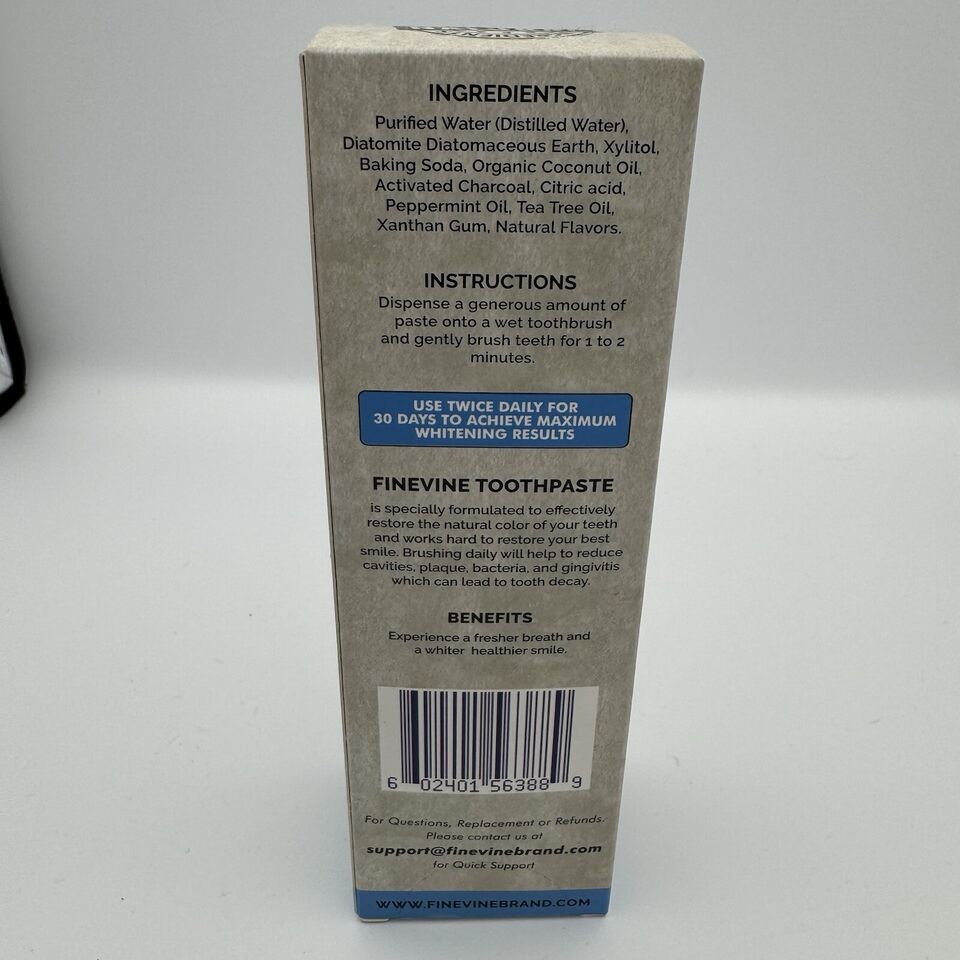 INGREDIENTS
Purified Water (Distilled Water),
Diatomite Diatomaceous Earth, Xylitol,
Baking Soda, Organic Coconut Oil,
Activated Charcoal, Citric acid,
Peppermint Oil, Tea Tree Oil,
Xanthan Gum, Natural Flavors.
INSTRUCTIONS
Dispense a generous amount of
paste onto a wet toothbrush
and gently brush teeth for 1 to 2
minutes.
USE TWICE DAILY FOR
30 DAYS TO ACHIEVE MAXIMUM
WHITENING RESULTS
FINEVINE TOOTHPASTE
is specially formulated to effectively
restore the natural color of your teeth
and works hard to restore your best
smile. Brushing daily will help to reduce
cavities, plaque, bacteria, and gingivitis
which can lead to tooth decay.
BENEFITS
Experience a fresher breath and
a whiter healthier smile.
6 02401 56388 9
For Questions, Replacement or Refunds.
Please contact us at
support@finevinebrand.com
for Quick Support
WWW.FINEVINEBRAND.COM